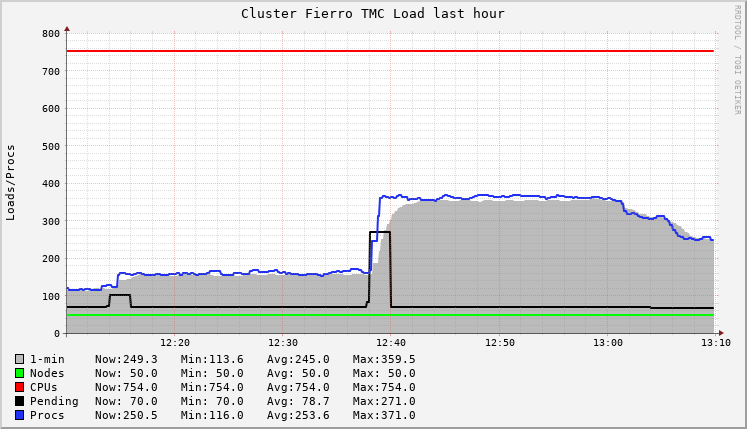 Cluster Fierro TMC Load last hour
RRDTOOL / TOBI OETIKER
Loads/Procs
800
700
600
500
400
300
200
100
0
12:20 12:30 12:40 12:50 13:00 13:10
1-min Now:249.3 Min:113.6 Avg:245.0 Max:359.5
Nodes Now: 50.0 Min: 50.0 Avg: 50.0 Max: 50.0
CPUs Now:754.0 Min:754.0 Avg:754.0 Max:754.0
Pending Now: 70.0 Min: 70.0 Avg: 78.7 Max:271.0
Procs Now:250.5 Min:116.0 Avg:253.6 Max:371.0